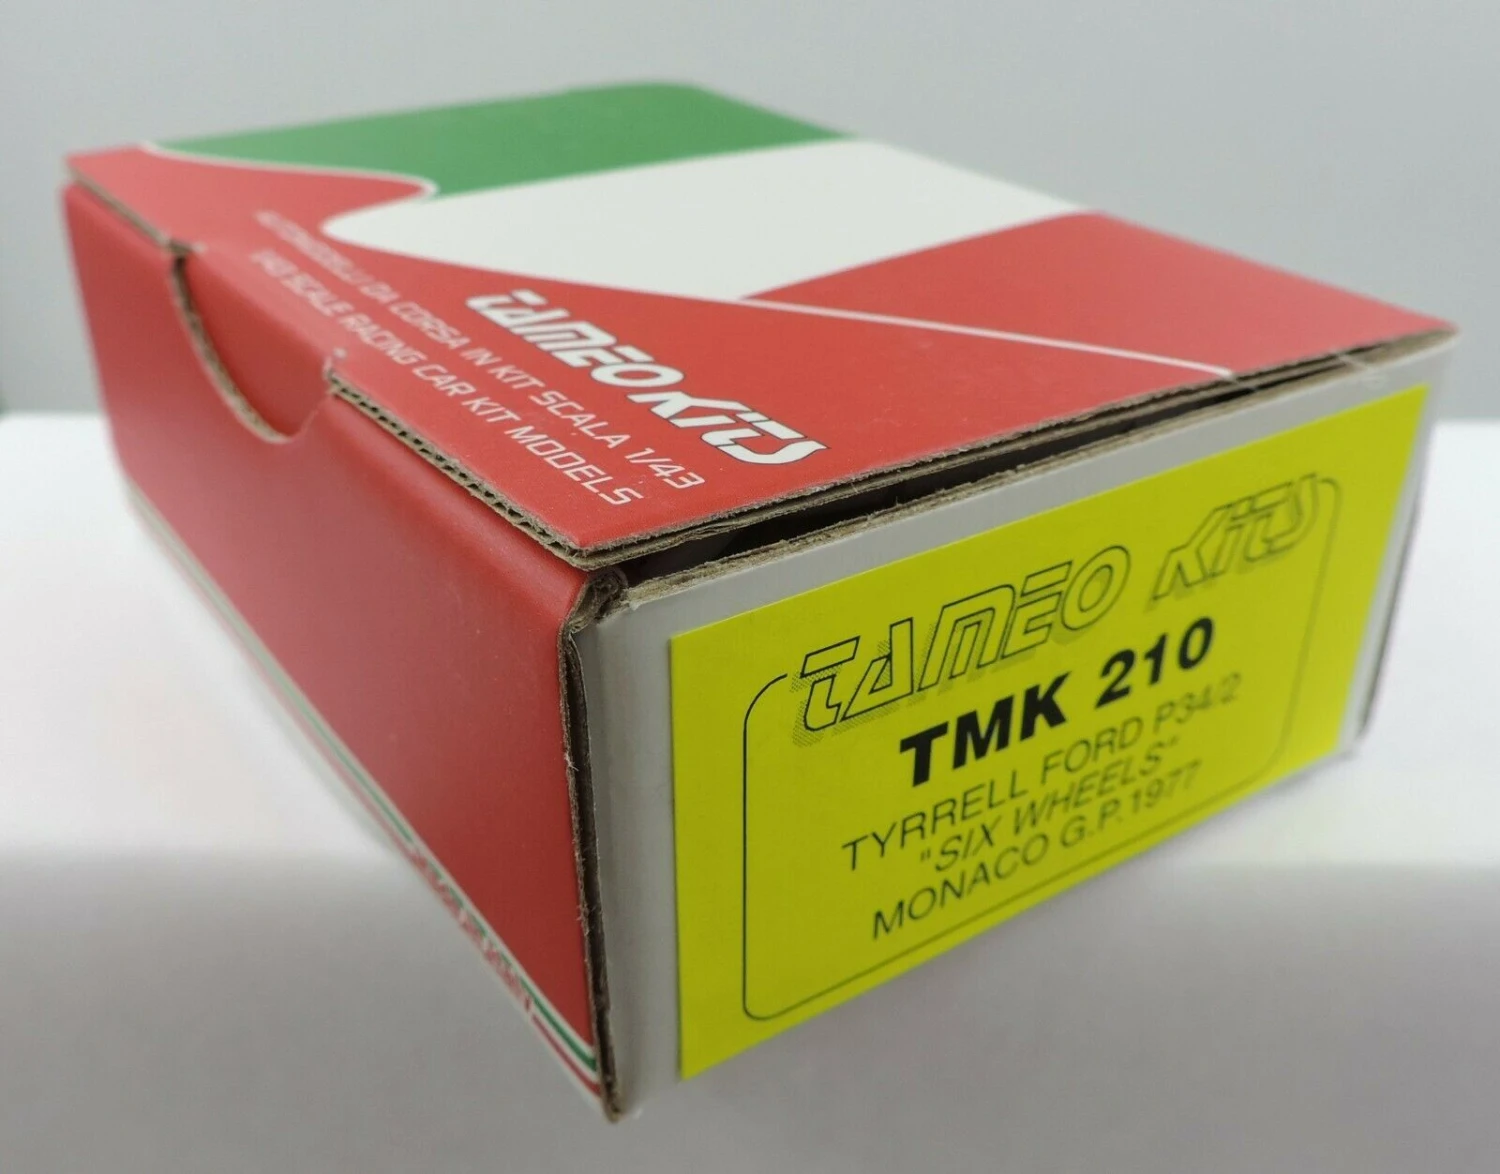 TAMEO KITS
AUTOMODELLI DA CORSA IN KIT SCALA 1/43
1/43 SCALE RACING CAR KIT MODELS
TAMEO KITS
TMK 210
TYRRELL FORD P34/2
"SIX WHEELS"
MONACO G.P. 1977